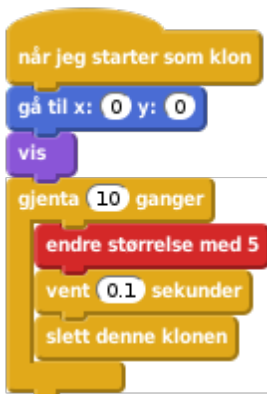 når jeg starter som klon
gå til x: 0 y: 0
vis
gjenta 10 ganger
endre størrelse med 5
vent 0.1 sekunder
slett denne klonen